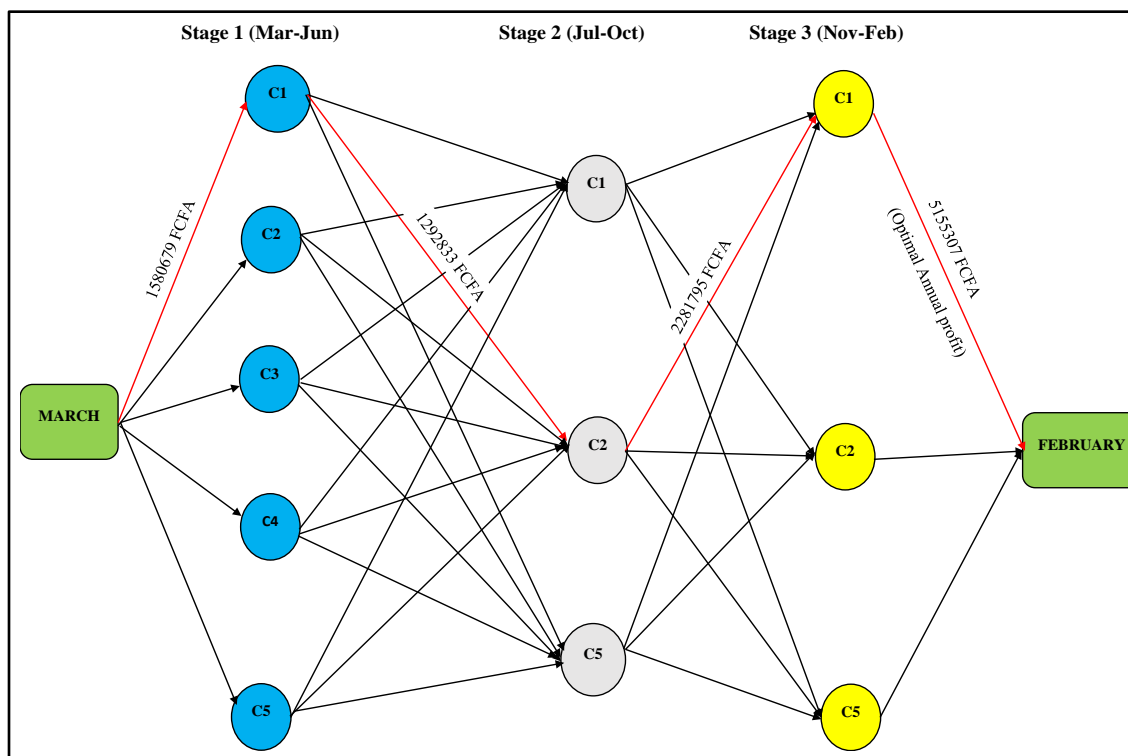 Stage 1 (Mar-Jun)
Stage 2 (Jul-Oct)
Stage 3 (Nov-Feb)
MARCH
1580679 FCFA
C1
C2
C3
C4
C5
1292833 FCFA
C1
C2
C5
2281795 FCFA
C1
C2
C5
5155307 FCFA
(Optimal Annual profit)
FEBRUARY